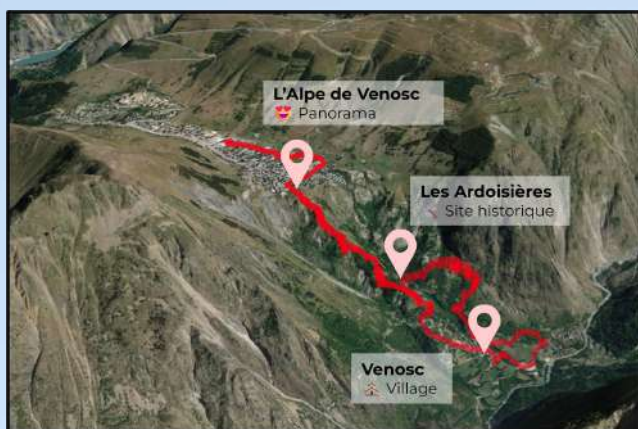 L'Alpe de Venosc
😍 Panorama
Les Ardoisières
⛏️ Site historique
Venosc
🏠 Village